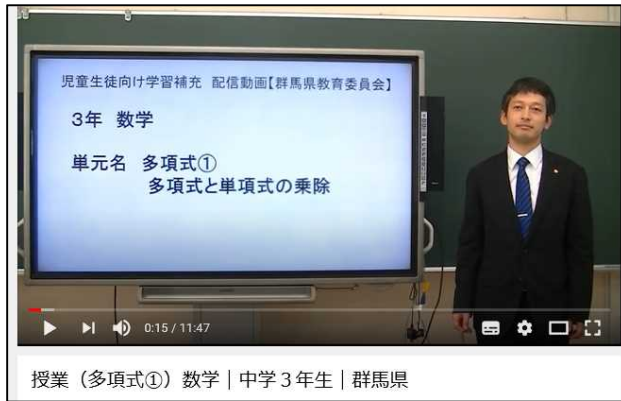 児童生徒向け学習補充 配信動画【群馬県教育委員会】
3年 数学
単元名 多項式①
多項式と単項式の乗除
0:15 / 11:47
授業（多項式①）数学｜中学３年生｜群馬県